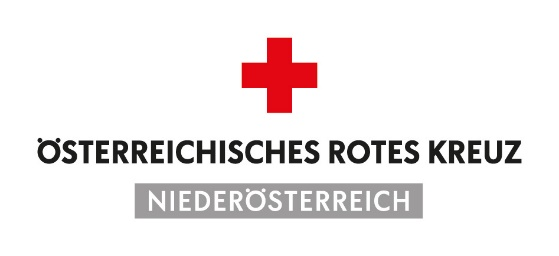 ÖSTERREICHISCHES ROTES KREUZ
NIEDERÖSTERREICH